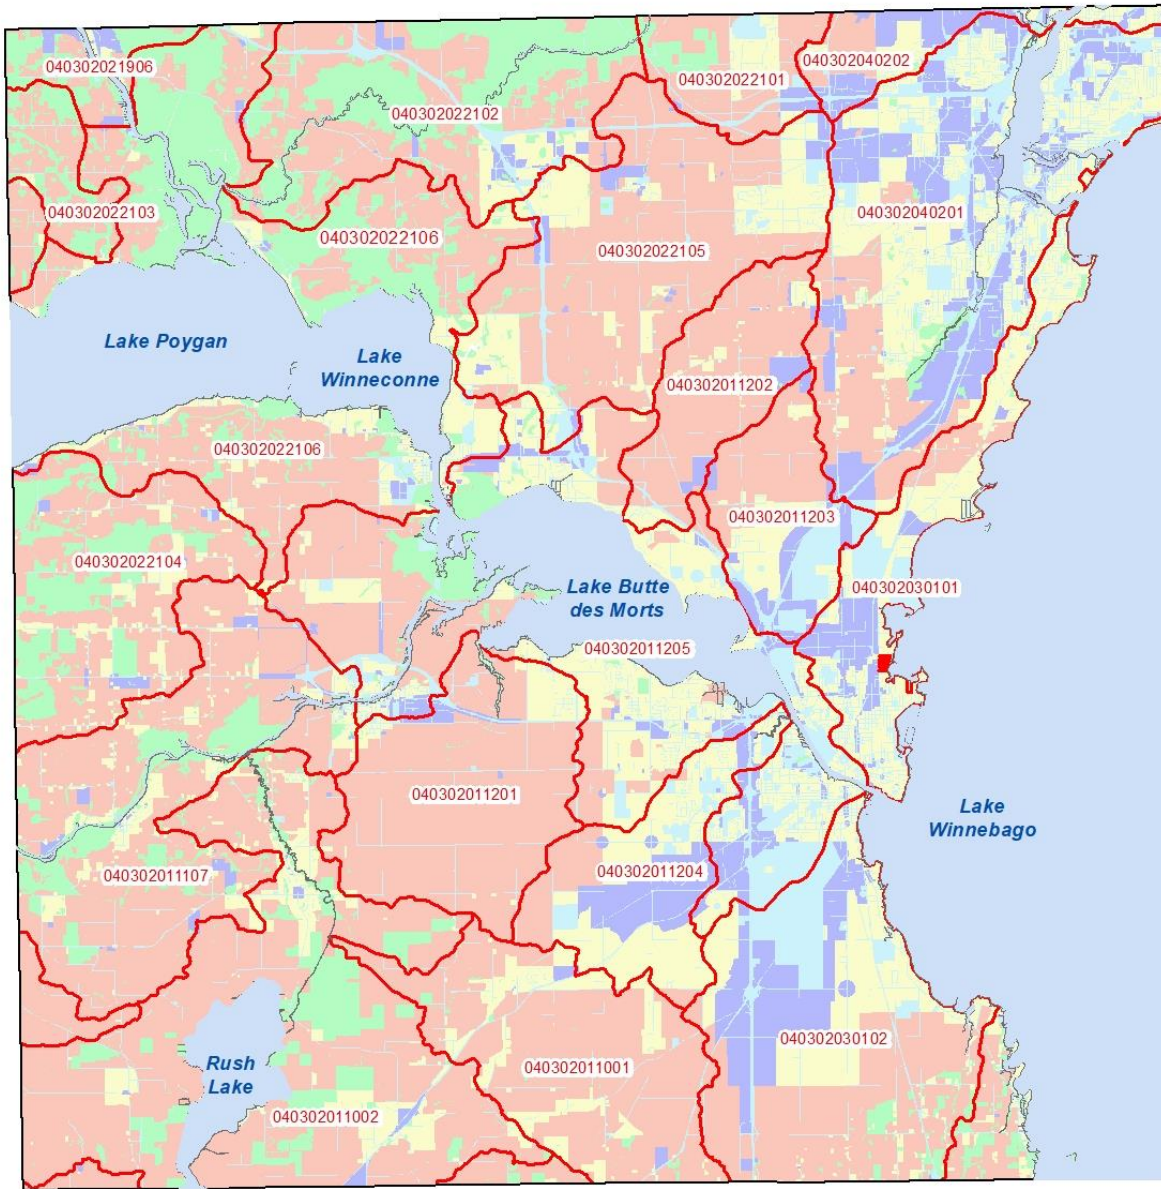 040302021906
040302022101
040302040202
040302022102
040302022103
040302022106
040302022105
040302040201
Lake Poygan
Lake
Winneconne
040302011202
040302022106
040302011203
040302022104
Lake Butte
des Morts
040302030101
040302011205
040302011201
Lake
Winnebago
040302011107
040302011204
040302030102
Rush
Lake
040302011001
040302011002